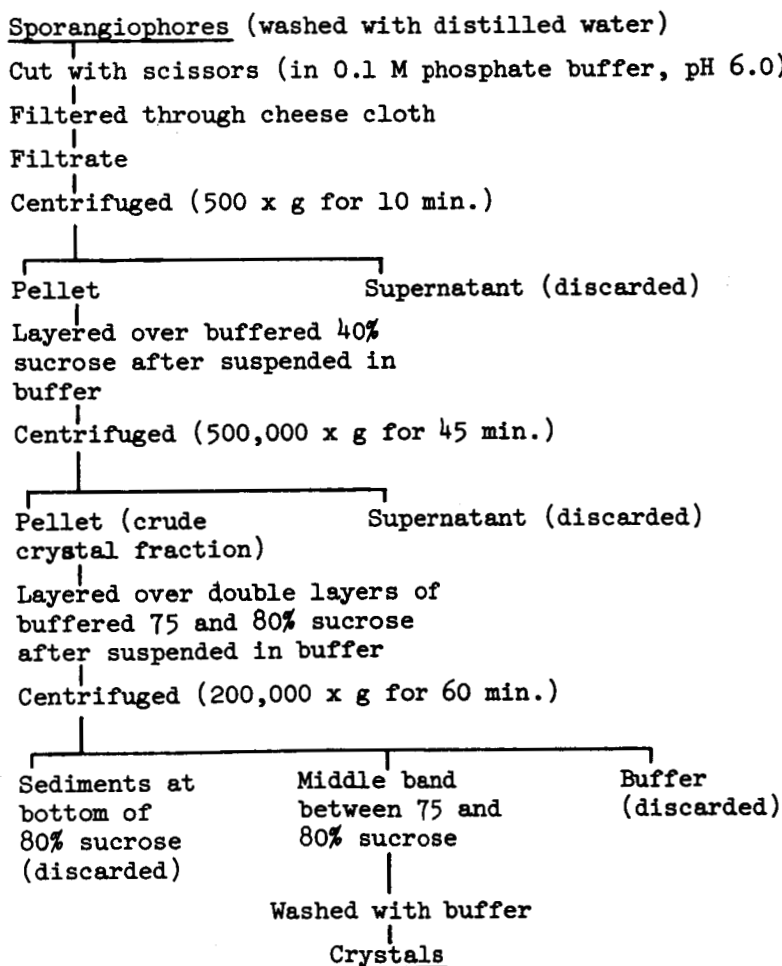 Sporangiophores (washed with distilled water)
Cut with scissors (in 0.1 M phosphate buffer, pH 6.0)
Filtered through cheese cloth
Filtrate
Centrifuged (500 x g for 10 min.)
Pellet
Supernatant (discarded)
Layered over buffered 40%
sucrose after suspended in
buffer
Centrifuged (500,000 x g for 45 min.)
Pellet (crude
crystal fraction)
Supernatant (discarded)
Layered over double layers of
buffered 75 and 80% sucrose
after suspended in buffer
Centrifuged (200,000 x g for 60 min.)
Sediments at
bottom of
80% sucrose
(discarded)
Middle band
between 75 and
80% sucrose
Buffer
(discarded)
Washed with buffer
Crystals